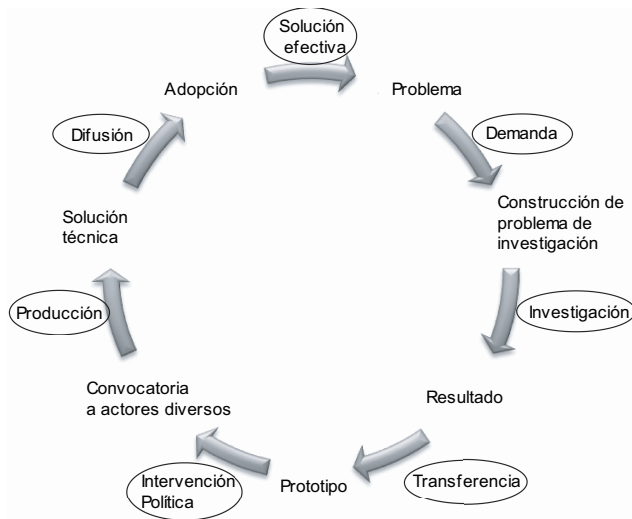 Solución
efectiva
Adopción
Problema
Difusión
Demanda
Solución
técnica
Construcción de
problema de
investigación
Producción
Investigación
Convocatoria
a actores diversos
Resultado
Intervención
Política
Prototipo
Transferencia